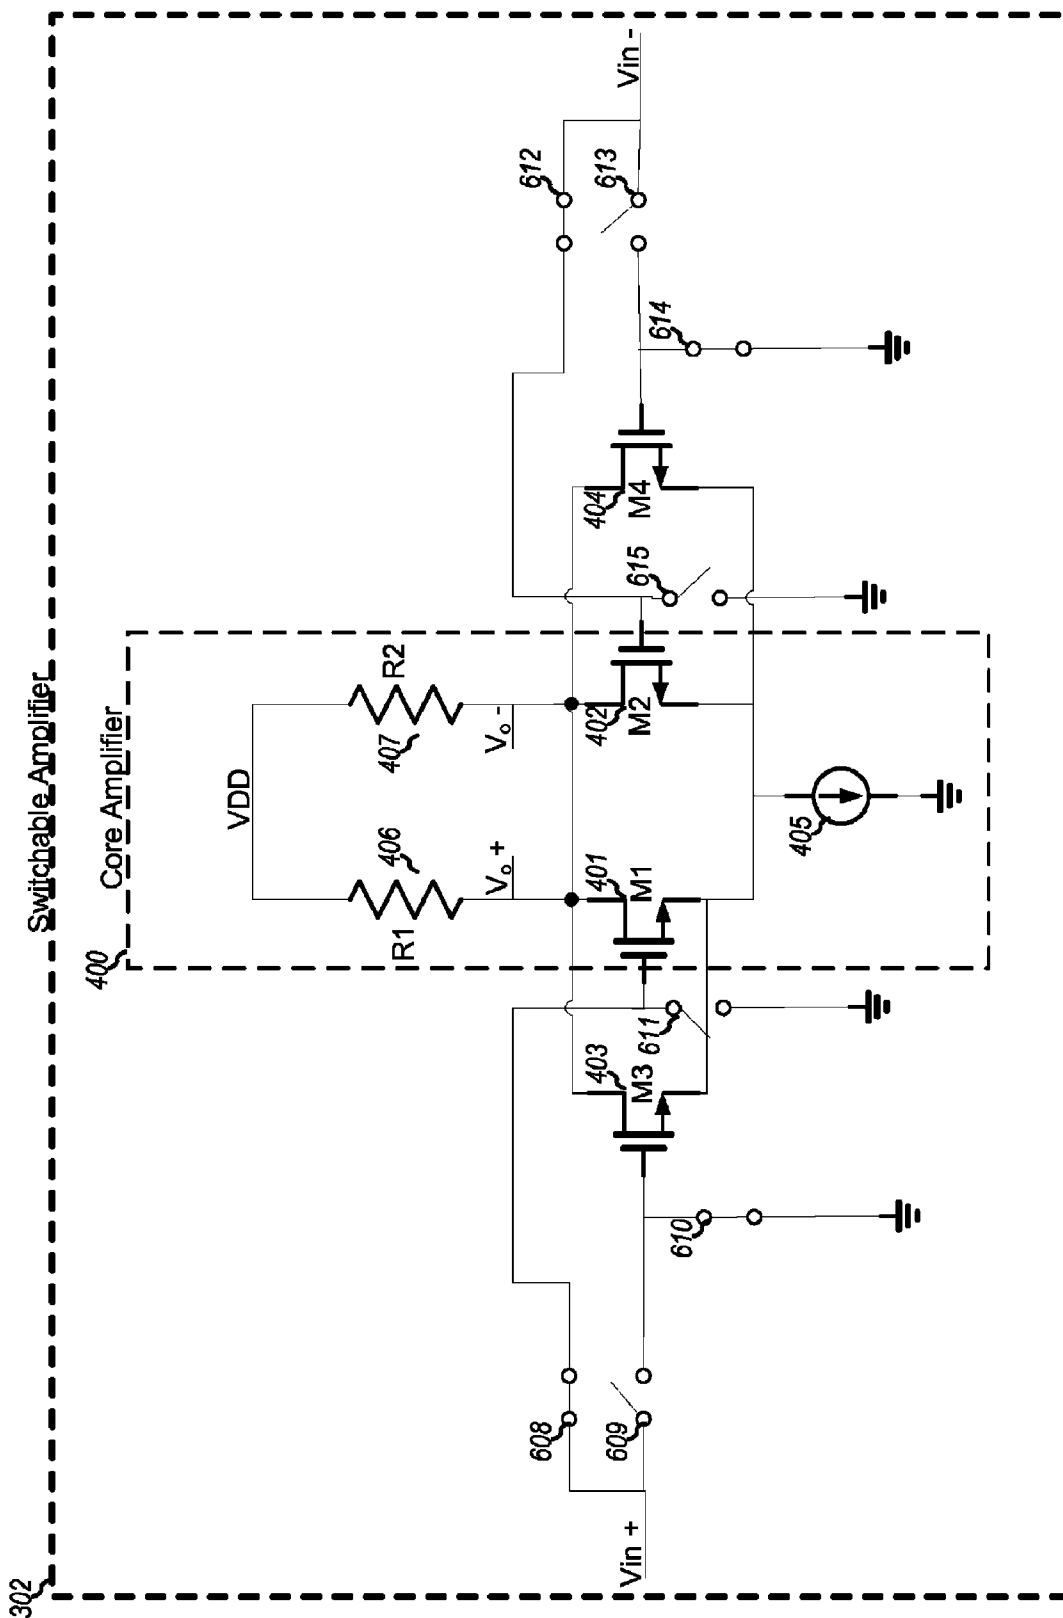 302
Switchable Amplifier
400
Core Amplifier
VDD
R1
406
407
R2
Vo +
Vo -
Vin +
608
609
610
403
M3
611
401
M1
405
402
M2
615
404
M4
614
612
613
Vin -